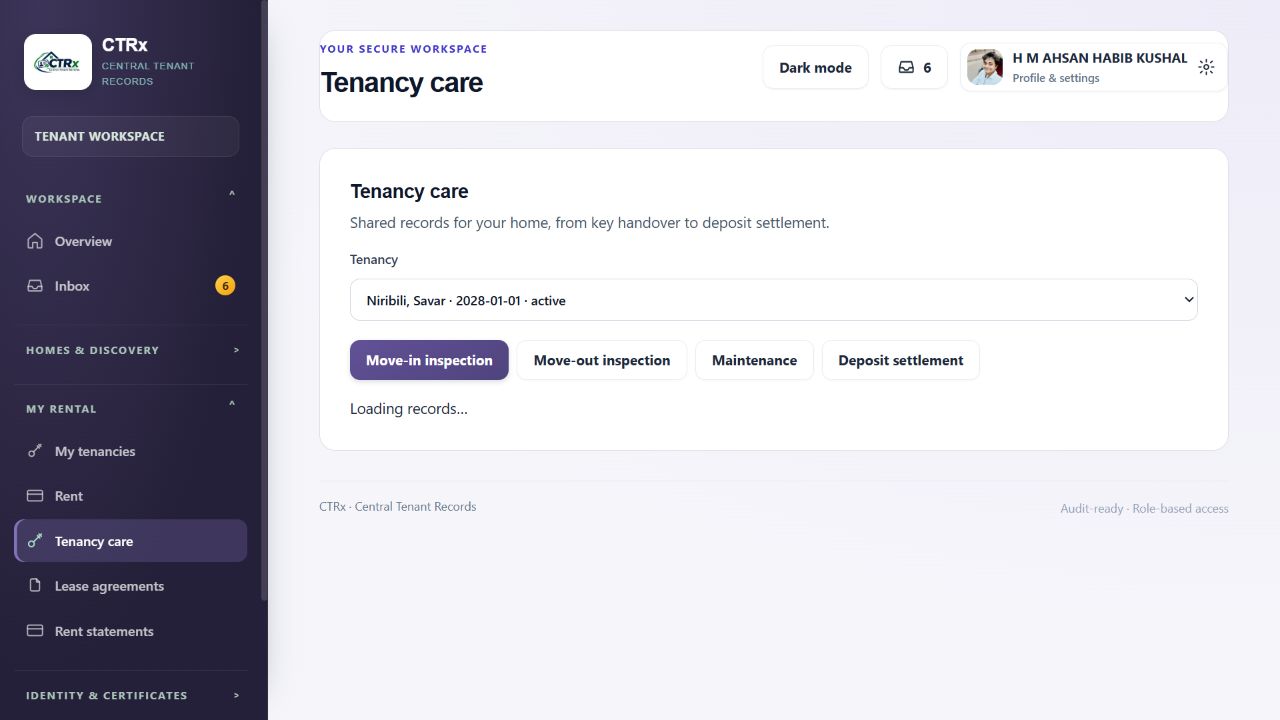 CTRx
CTRx
CENTRAL TENANT
RECORDS
TENANT WORKSPACE
WORKSPACE
^
Overview
Inbox
6
HOMES & DISCOVERY
>
MY RENTAL
^
My tenancies
Rent
Tenancy care
Lease agreements
Rent statements
IDENTITY & CERTIFICATES
>
YOUR SECURE WORKSPACE
Tenancy care
Dark mode
6
H M AHSAN HABIB KUSHAL
Profile & settings
Tenancy care
Shared records for your home, from key handover to deposit settlement.
Tenancy
Niribili, Savar · 2028-01-01 · active
Move-in inspection
Move-out inspection
Maintenance
Deposit settlement
Loading records...
CTRx · Central Tenant Records
Audit-ready · Role-based access